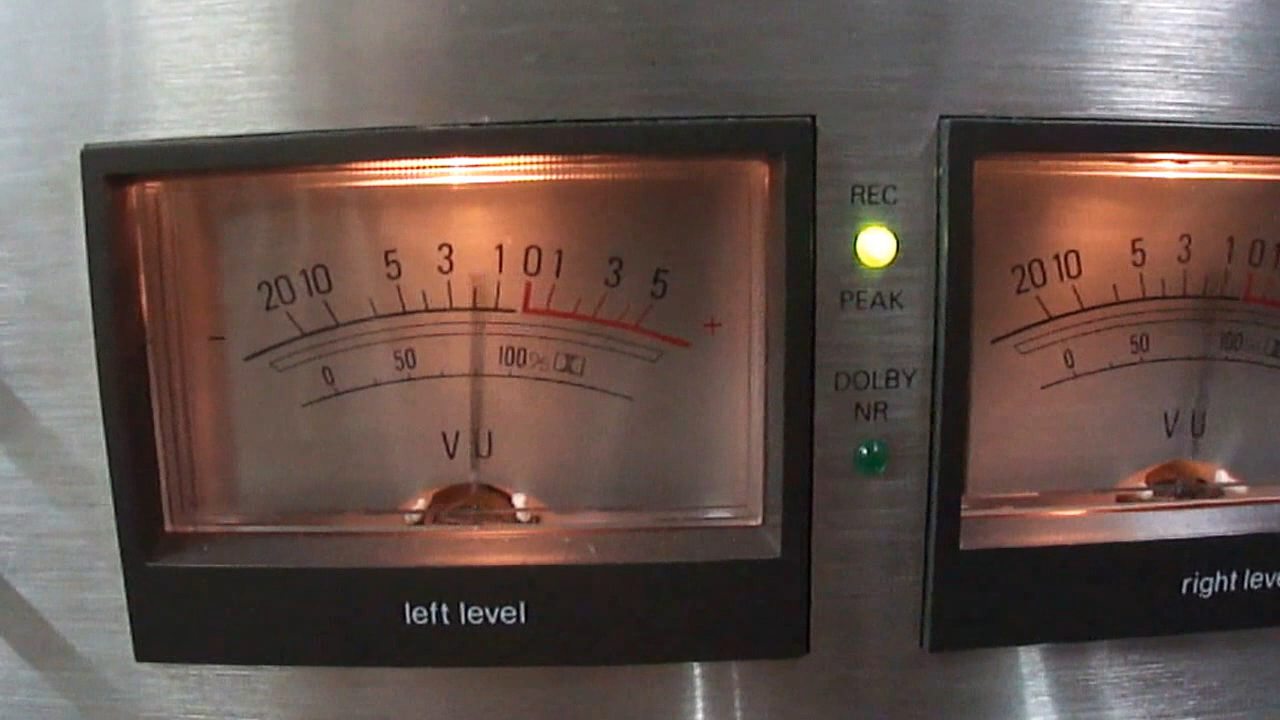 20 10 5 3 1 0 1 3 5
- +
0 50 100%
VU
left level
REC
PEAK
DOLBY
NR
20 10 5 3 1 0 1
0 50 100%
VU
right leve